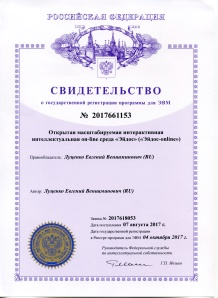 РОССИЙСКАЯ ФЕДЕРАЦИЯ
СВИДЕТЕЛЬСТВО
о государственной регистрации программы для ЭВМ
№ 2017661153
Открытая масштабируемая интерактивная
интеллектуальная on-line среда «Эйдос» («Эйдос-online»)
Правообладатель: Луценко Евгений Вениаминович (RU)
Автор: Луценко Евгений Вениаминович (RU)
Заявка № 2017618053
Дата поступления 07 августа 2017 г.
Дата государственной регистрации
в Реестре программ для ЭВМ 04 октября 2017 г.
Руководитель Федеральной службы
по интеллектуальной собственности
Г.П. Ивлиев